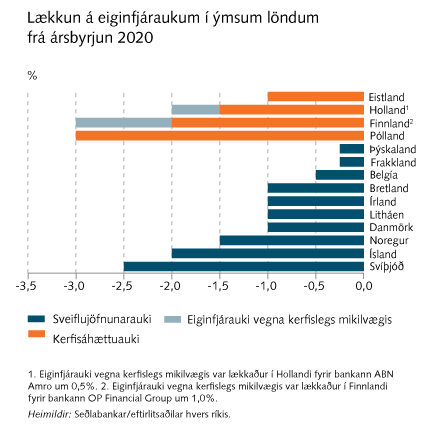 Lækkun á eiginfjáraukum í ýmsum löndum
frá ársbyrjun 2020
%
Eistland
Holland¹
Finnland²
Pólland
Þýskaland
Frakkland
Belgía
Bretland
Írland
Litháen
Danmörk
Noregur
Ísland
Svíþjóð
-3,5 -3,0 -2,5 -2,0 -1,5 -1,0 -0,5 0,0
Sveiflujöfnunarauki Eiginfjárauki vegna kerfislegs mikilvægis
Kerfisáhættuauki
1. Eiginfjárauki vegna kerfislegs mikilvægis var lækkaður í Hollandi fyrir bankann ABN
Amro um 0,5%. 2. Eiginfjárauki vegna kerfislegs mikilvægis var lækkaður í Finnlandi
fyrir bankann OP Financial Group um 1,0%.
Heimildir: Seðlabankar/eftirlitsaðilar hvers ríkis.